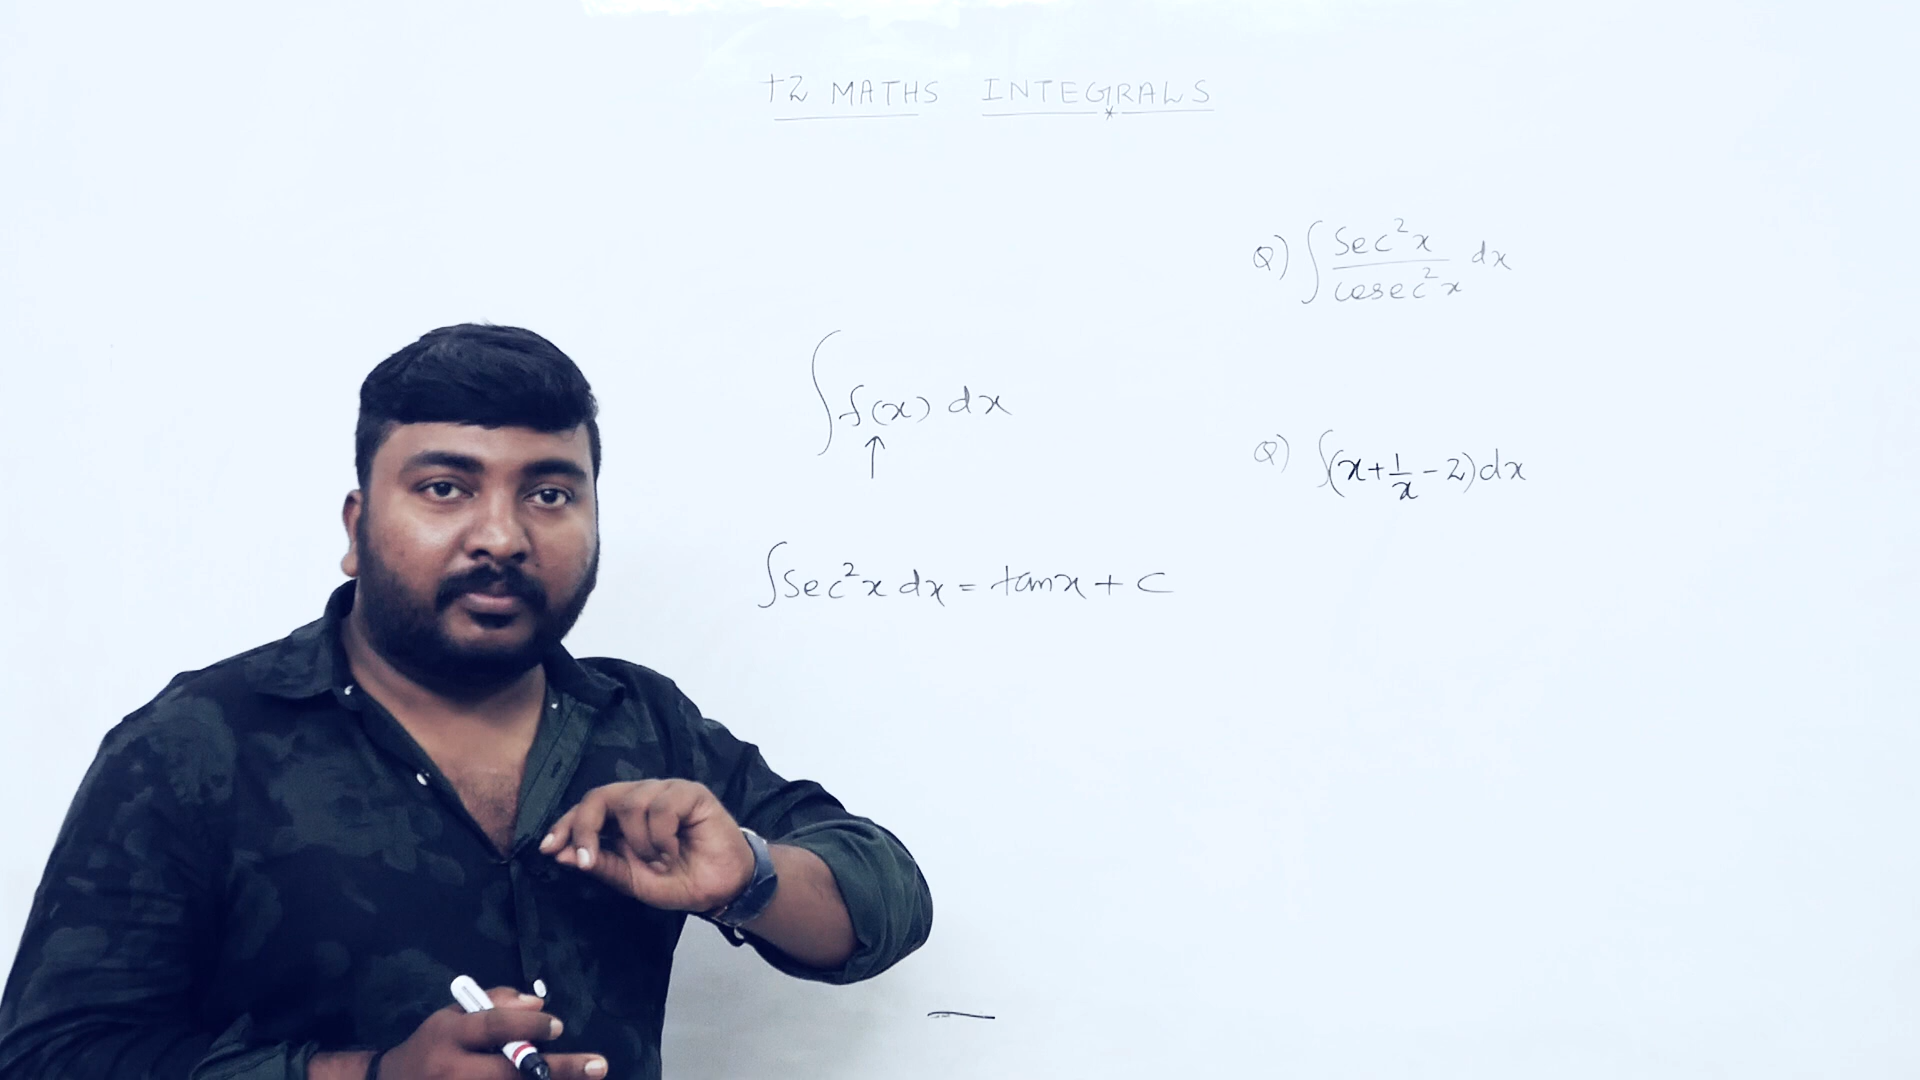 +2 MATHS INTEGRALS
Q) ∫ Sec²x / Cosec²x dx
∫ f(x) dx
↑
Q) ∫(x+1/x-2)dx
∫Sec²x dx = tanx + C